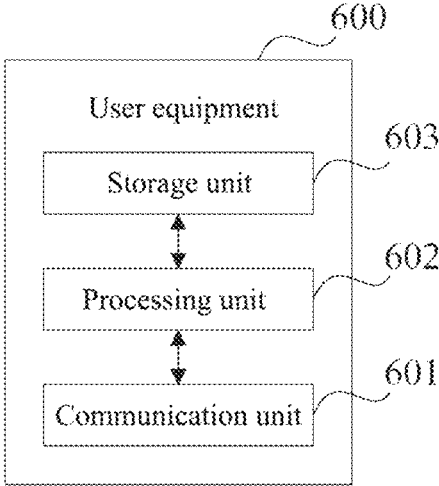 600
User equipment
603
Storage unit
602
Processing unit
601
Communication unit